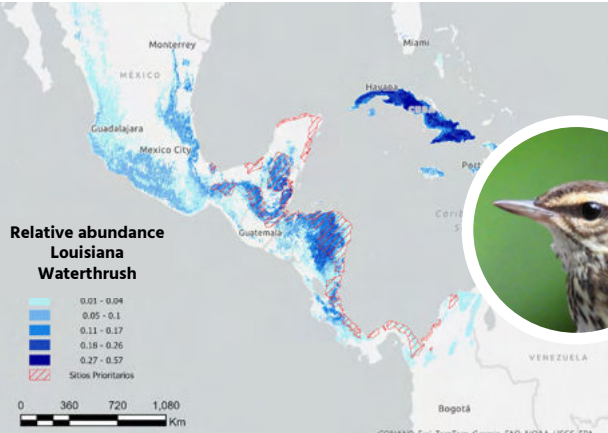 Monterrey
Miami
MÉXICO
Havana
Guadalajara
Mexico City
Port
Carib
Guatemala
Relative abundance
Louisiana
Waterthrush
0.01 - 0.04
0.05 - 0.1
0.11 - 0.17
0.18 - 0.26
0.27 - 0.57
Sitios Prioritarios
VENEZUELA
0 360 720 1,080
Km
Bogotá